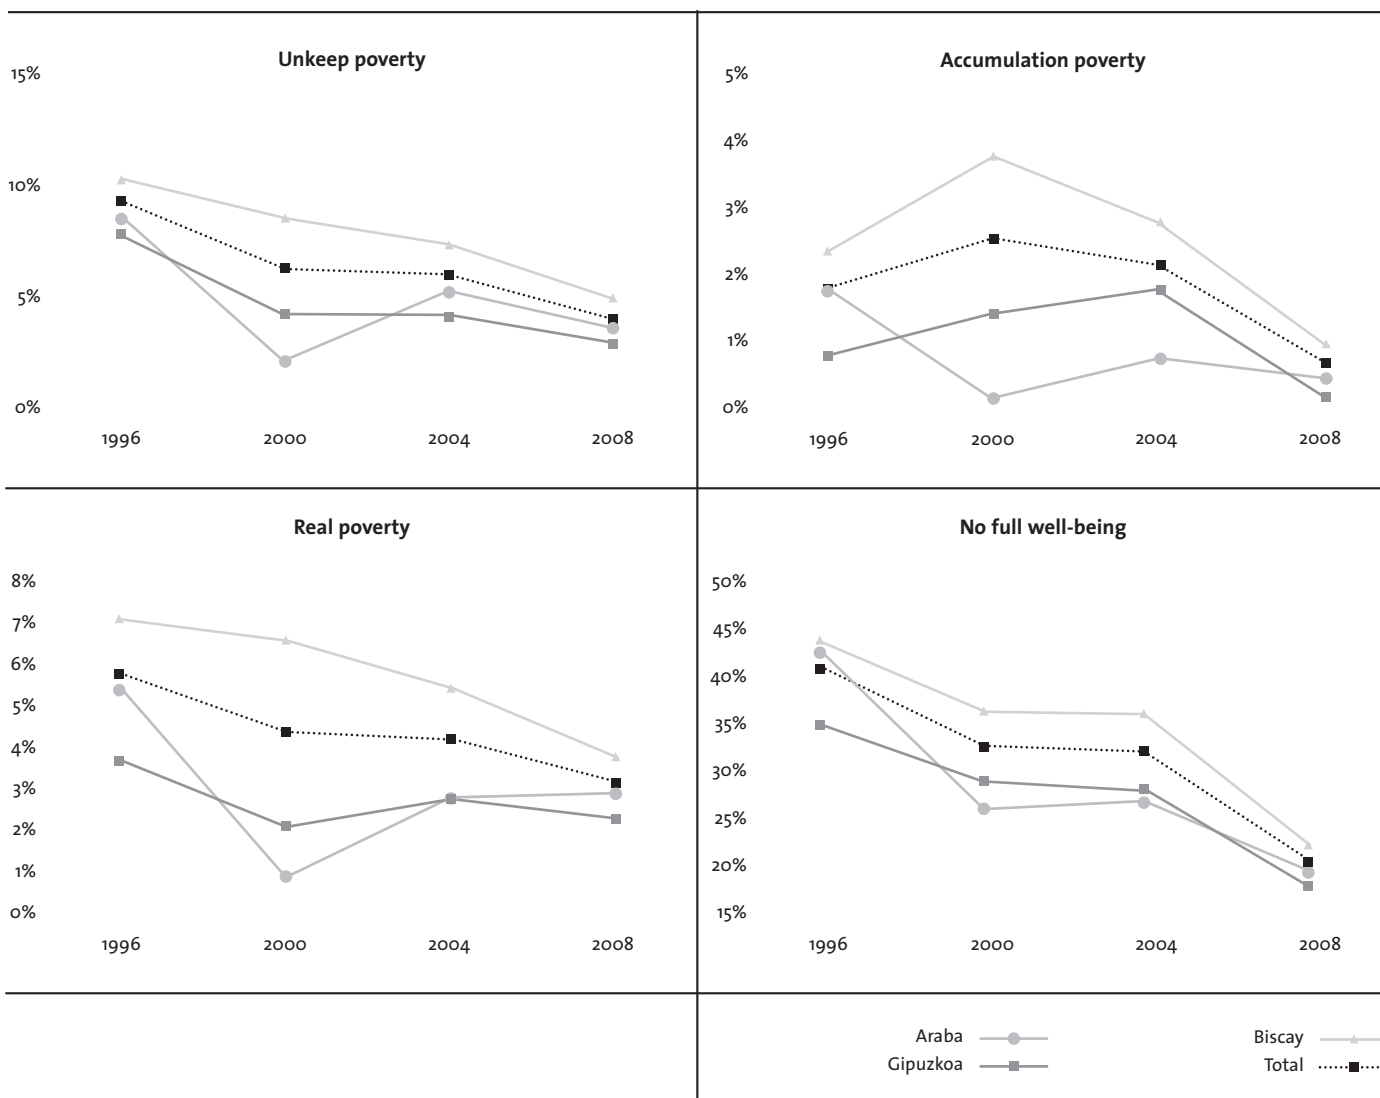 Unkeep poverty
15%
10%
5%
0%
1996 2000 2004 2008
Accumulation poverty
5%
4%
3%
2%
1%
0%
1996 2000 2004 2008
Real poverty
8%
7%
6%
5%
4%
3%
2%
1%
0%
1996 2000 2004 2008
No full well-being
50%
45%
40%
35%
30%
25%
20%
15%
1996 2000 2004 2008
Araba Biscay
Gipuzkoa Total